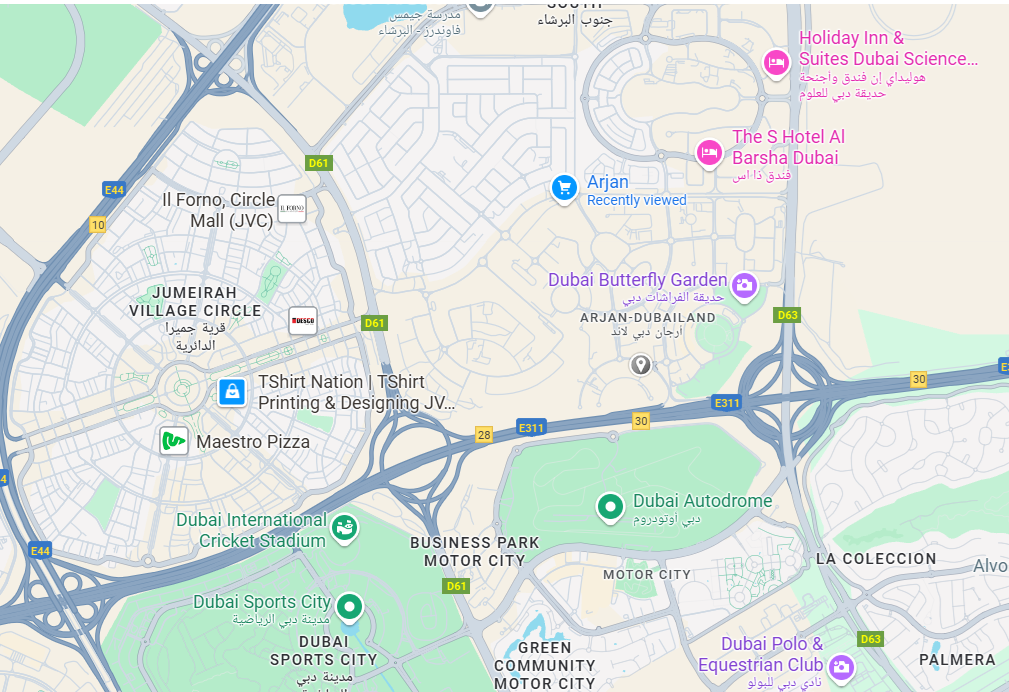 SOUTH
جنوب البرشاء
مدرسة جيمس
فاوندرز - البرشاء
Holiday Inn &
Suites Dubai Science...
هوليداي إن فندق وأجنحة
حديقة دبي للعلوم
The S Hotel Al
Barsha Dubai
فندق ذا اس
D61
E44
10
Il Forno, Circle
Mall (JVC)
IL FORNO
Arjan
Recently viewed
Dubai Butterfly Garden
حديقة الفراشات دبي
JUMEIRAH
VILLAGE CIRCLE
قرية جميرا
الدائرية
ARJAN-DUBAILAND
أرجان دبي لاند
D63
D61
TShirt Nation | TShirt
Printing & Designing JV...
30
E311
30
E311
28
Maestro Pizza
Dubai Autodrome
دبي أوتودروم
Dubai International
Cricket Stadium
BUSINESS PARK
MOTOR CITY
E44
LA COLECCION
Alvo
MOTOR CITY
D61
Dubai Sports City
مدينة دبي الرياضية
DUBAI
SPORTS CITY
مدينة دبي
GREEN
COMMUNITY
MOTOR CITY
D63
Dubai Polo &
Equestrian Club
نادي دبي للبولو
PALMERA